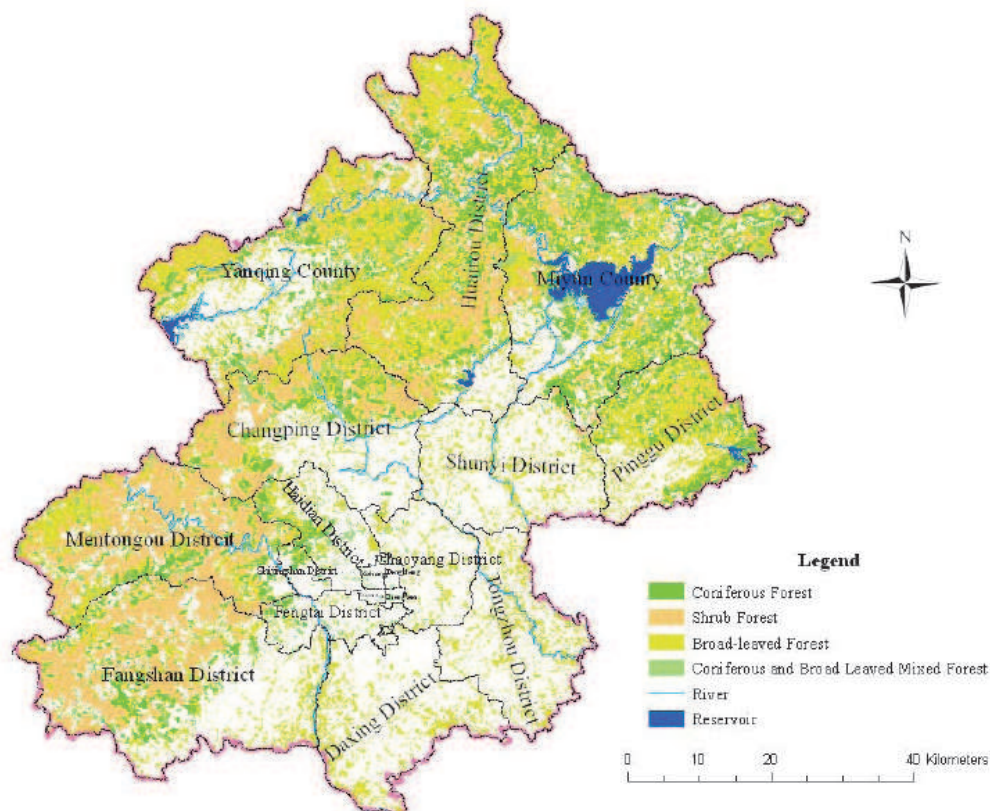 N
Huairou District
Yanqing County
Miyun County
Changping District
Shunyi District
Pinggu District
Haidian District
Mentongou Distrcit
Chaoyang District
Fengtai District
Tongzhou District
Fangshan District
Daxing District
Legend
Coniferous Forest
Shrub Forest
Broad-leaved Forest
Coniferous and Broad Leaved Mixed Forest
River
Reservoir
0 10 20 40 Kilometers